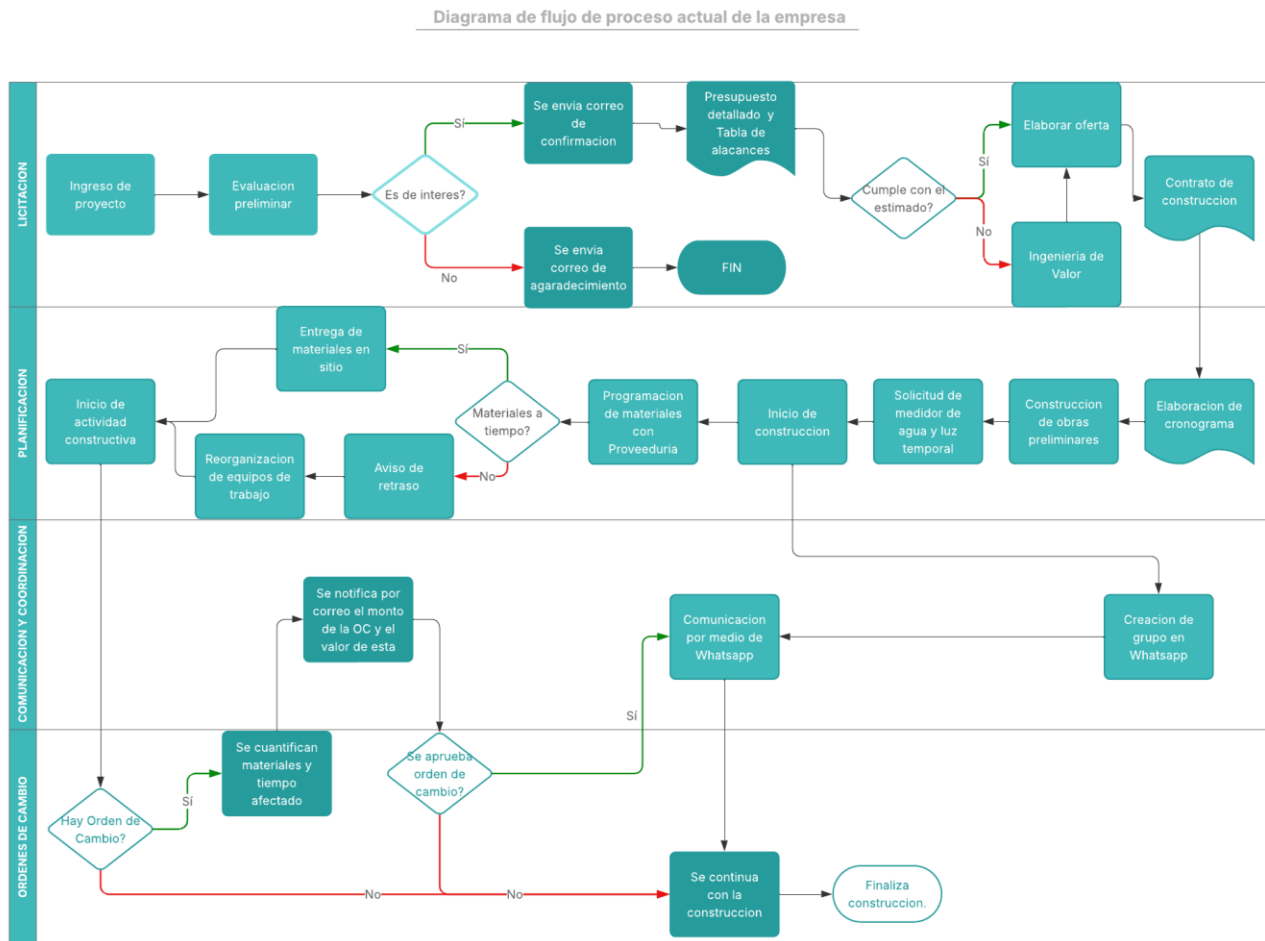 Diagrama de flujo de proceso actual de la empresa
LICITACION
Ingreso de
proyecto
Evaluacion
preliminar
Es de interes?
Sí
Se envia correo
de
confirmacion
Presupuesto
detallado y
Tabla de
alacances
Cumple con el
estimado?
Sí
Elaborar oferta
Contrato de
construccion
No
Ingenieria de
Valor
No
Se envia
correo de
agaradecimiento
FIN
PLANIFICACION
Entrega de
materiales en
sitio
Sí
Inicio de
actividad
constructiva
Materiales a
tiempo?
Programacion
de materiales
con
Proveeduria
Inicio de
construccion
Solicitud de
medidor de
agua y luz
temporal
Construccion
de obras
preliminares
Elaboracion de
cronograma
Reorganizacion
de equipos de
trabajo
Aviso de
retraso
No
COMUNICACION Y COORDINACION
Se notifica por
correo el monto
de la OC y el
valor de esta
Comunicacion
por medio de
Whatsapp
Creacion de
grupo en
Whatsapp
Sí
ORDENES DE CAMBIO
Hay Orden de
Cambio?
Sí
Se cuantifican
materiales y
tiempo
afectado
Se aprueba
orden de
cambio?
No
No
Se continua
con la
construccion
Finaliza
construccion.